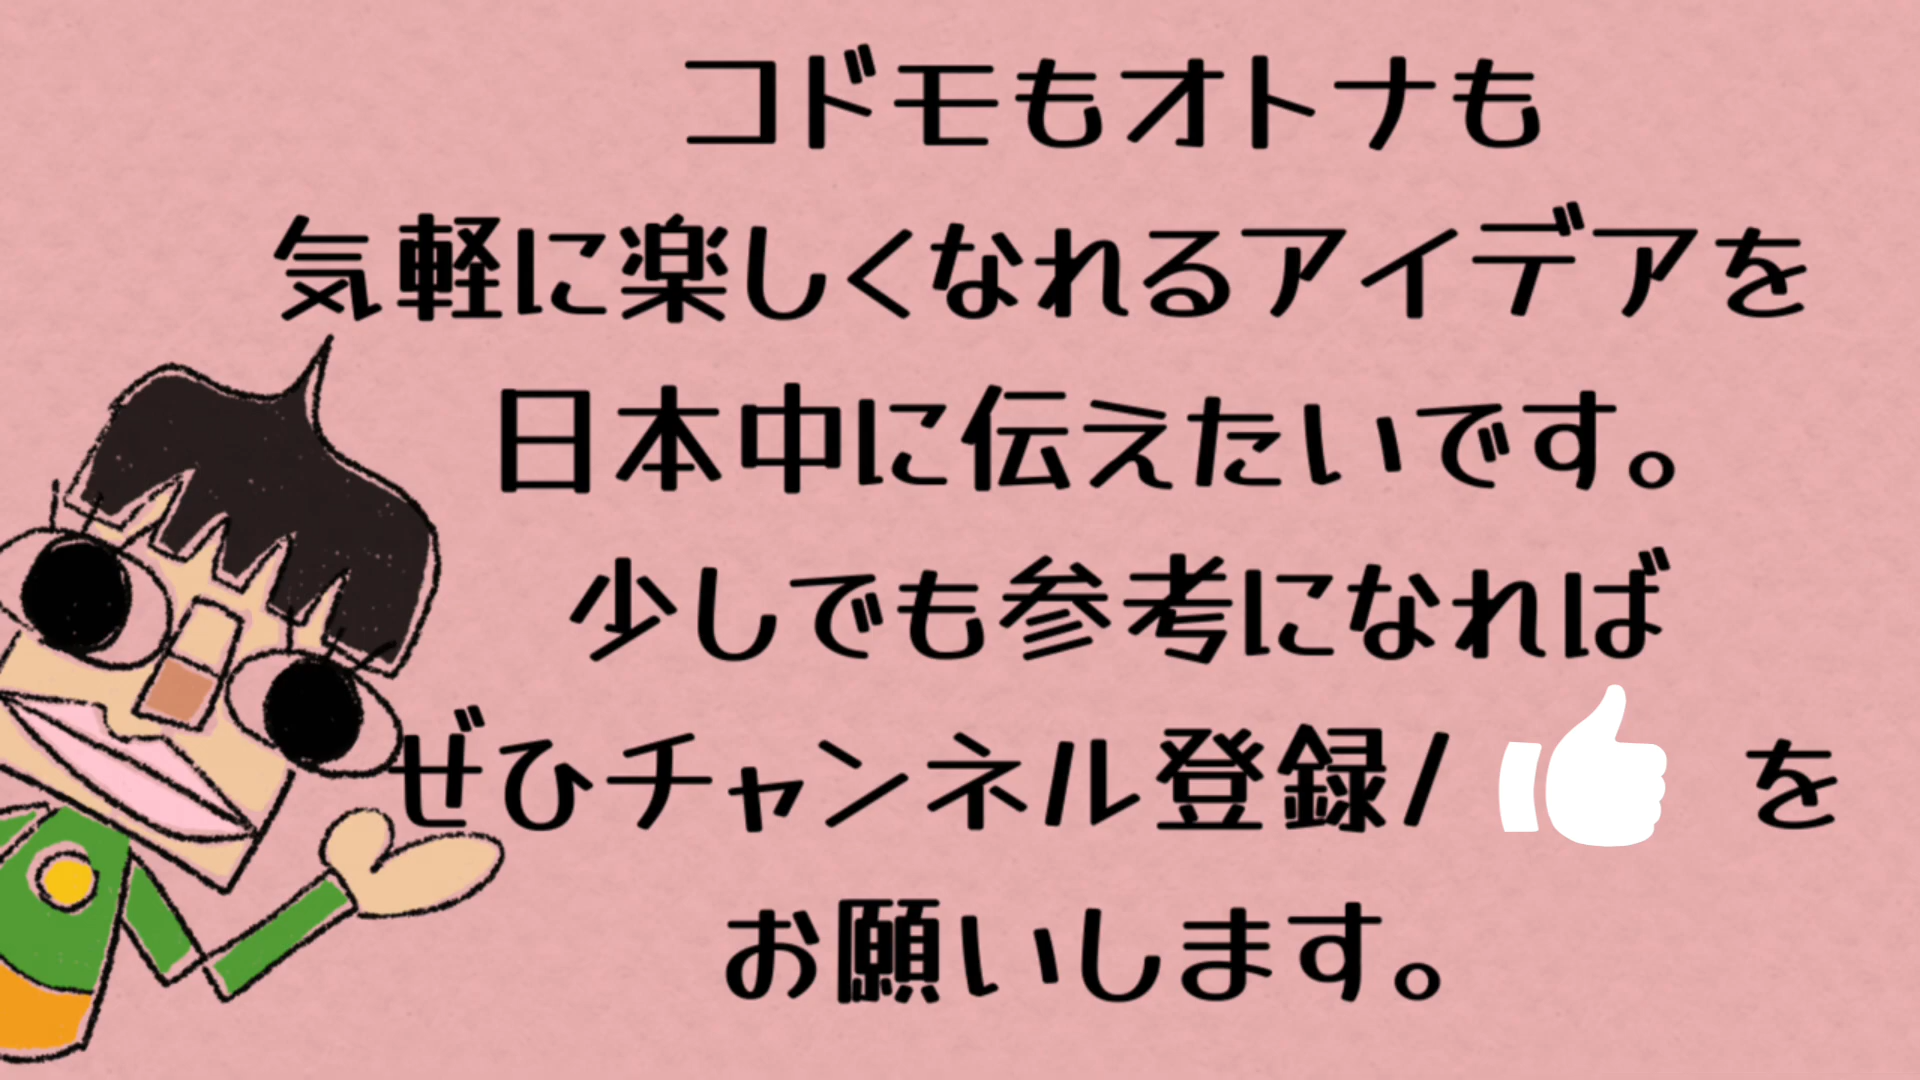 コドモもオトナも
気軽に楽しくなれるアイデアを
日本中に伝えたいです。
少しでも参考になれば
ぜひチャンネル登録/ を
お願いします。